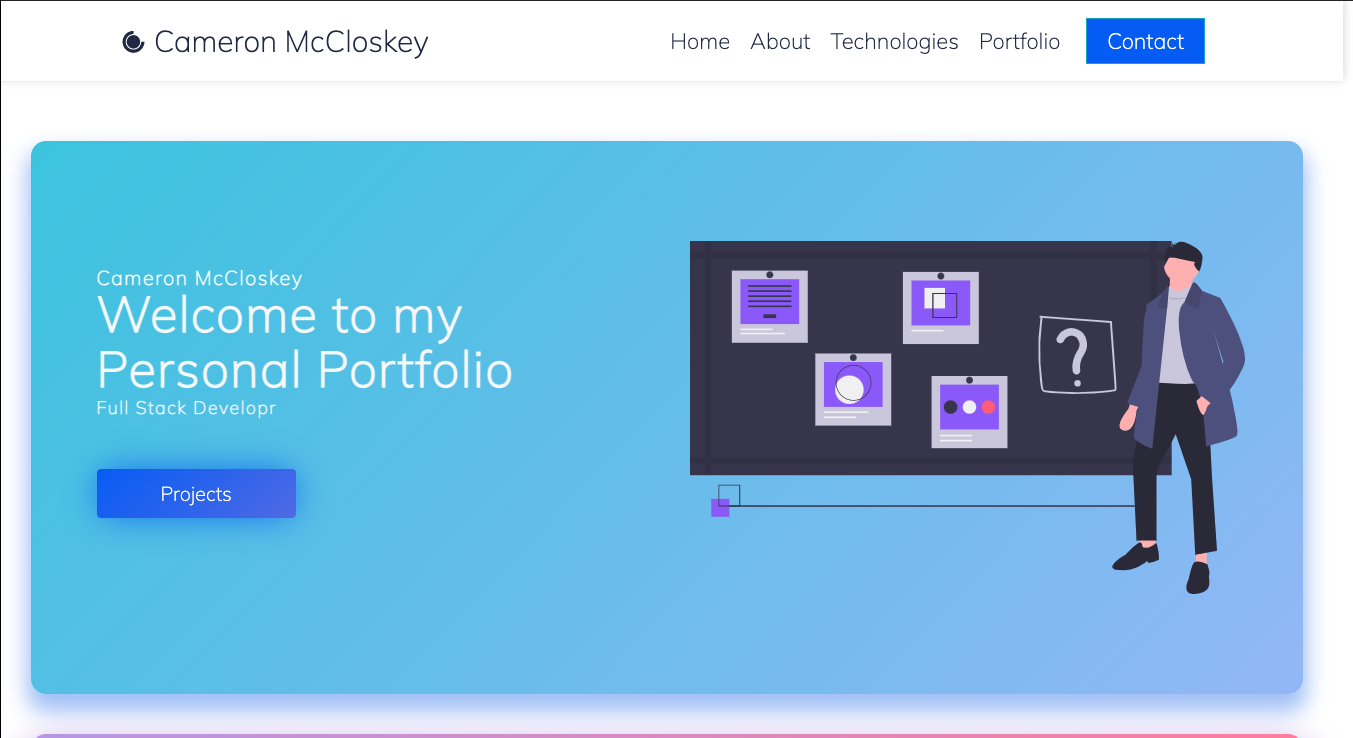 Cameron McCloskey
Home About Technologies Portfolio Contact
Cameron McCloskey
Welcome to my
Personal Portfolio
Full Stack Developr
Projects
?